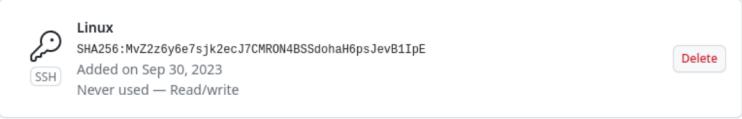 Linux
SHA256:MvZ2z6y6e7sjk2ecJ7CMRON4BSSdohaH6psJevB1IpE
SSH
Added on Sep 30, 2023
Never used — Read/write
Delete